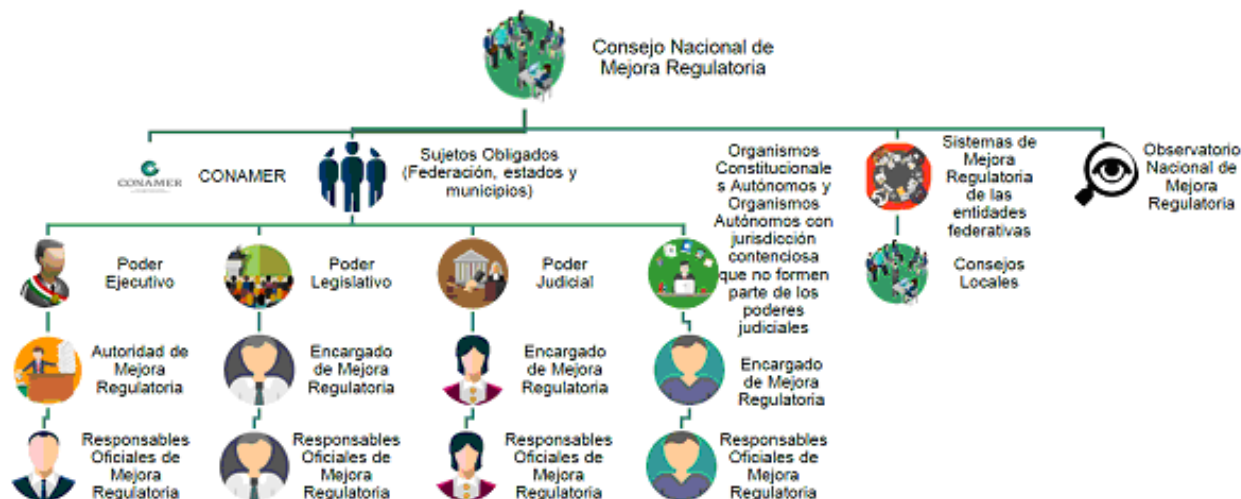 Consejo Nacional de
Mejora Regulatoria
CONAMER
CONAMER
Sujetos Obligados
(Federación, estados y
municipios)
Organismos
Constitucionale
s Autónomos y
Organismos
Autónomos con
jurisdicción
contenciosa
que no formen
parte de los
poderes
judiciales
Sistemas de
Mejora
Regulatoria
de las
entidades
federativas
Observatorio
Nacional de
Mejora
Regulatoria
Poder
Ejecutivo
Poder
Legislativo
Poder
Judicial
Consejos
Locales
Autoridad de
Mejora
Regulatoria
Encargado
de Mejora
Regulatoria
Encargado
de Mejora
Regulatoria
Encargado
de Mejora
Regulatoria
Responsables
Oficiales de
Mejora
Regulatoria
Responsables
Oficiales de
Mejora
Regulatoria
Responsables
Oficiales de
Mejora
Regulatoria
Responsables
Oficiales de
Mejora
Regulatoria